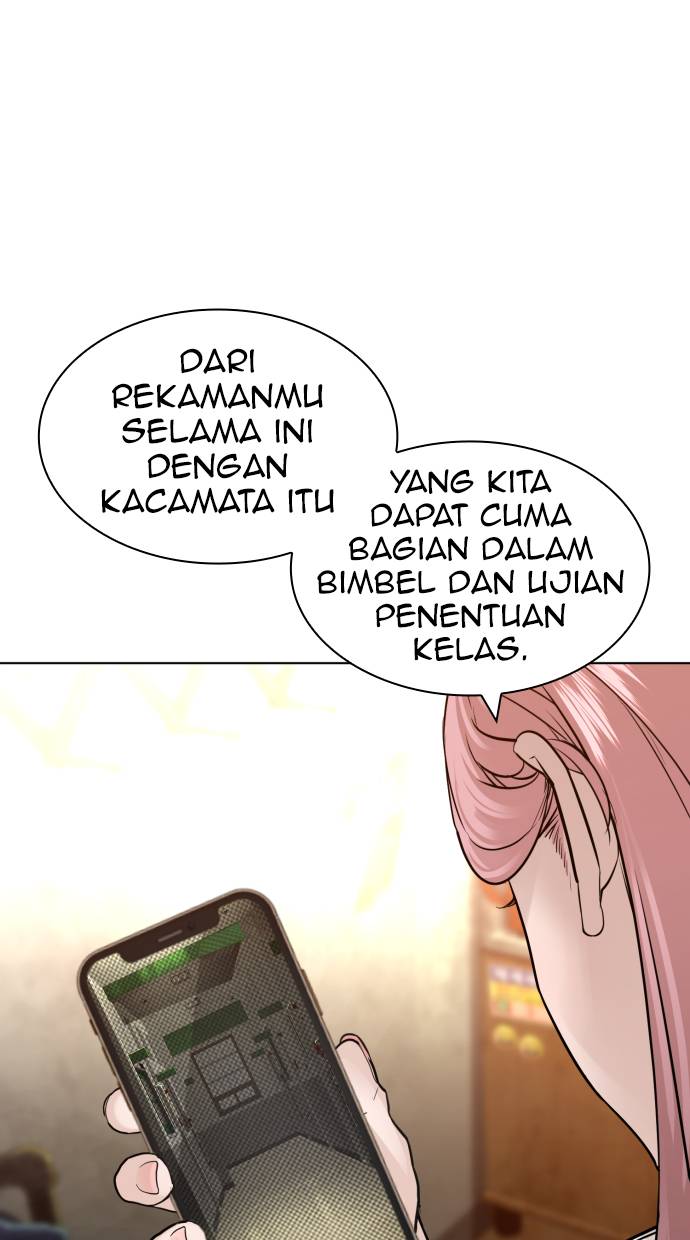 DARI
REKAMANMU
SELAMA INI
DENGAN
KACAMATA ITU
YANG KITA
DAPAT CUMA
BAGIAN DALAM
BIMBEL DAN UJIAN
PENENTUAN
KELAS.